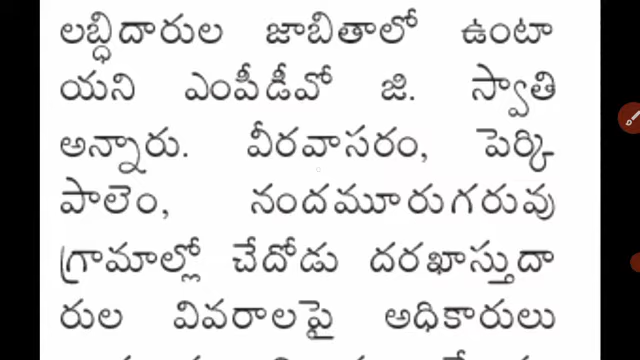 లబ్ధిదారుల జాబితాలో ఉంటా
యని ఎంపీడీవో జి. స్వాతి
అన్నారు. వీరవాసరం, పెర్కి
పాలెం, నందమూరుగరువు
గ్రామాల్లో చేదోడు దరఖాస్తుదా
రుల వివరాలపై అధికారులు